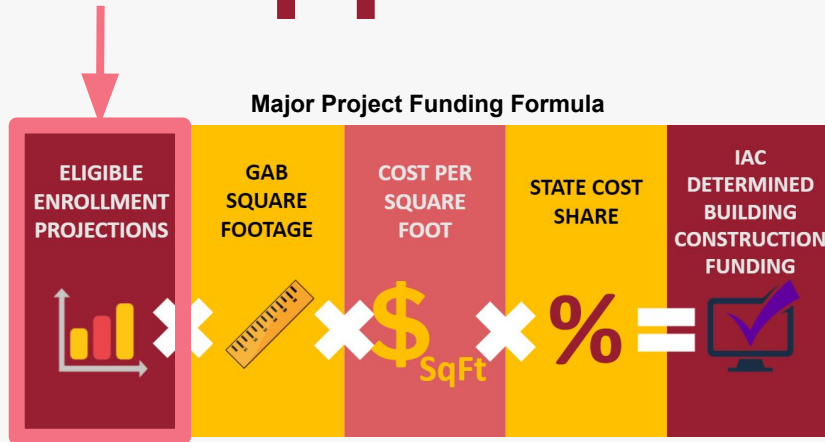 Major Project Funding Formula
ELIGIBLE
ENROLLMENT
PROJECTIONS
GAB
SQUARE
FOOTAGE
COST PER
SQUARE
FOOT
STATE COST
SHARE
IAC
DETERMINED
BUILDING
CONSTRUCTION
FUNDING
$
SqFt
%
=